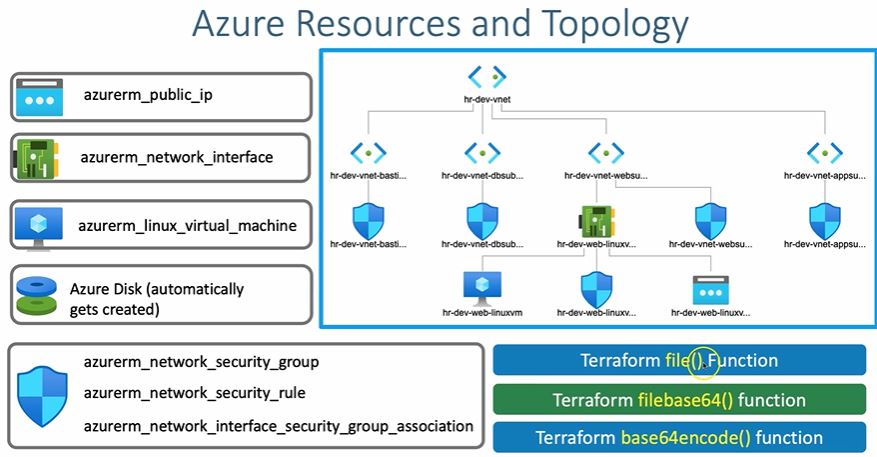 Azure Resources and Topology
azurerm_public_ip
azurerm_network_interface
azurerm_linux_virtual_machine
Azure Disk (automatically
gets created)
hr-dev-vnet
hr-dev-vnet-basti...
hr-dev-vnet-dbsub...
hr-dev-vnet-websu...
hr-dev-vnet-appsu...
hr-dev-vnet-basti...
hr-dev-vnet-dbsub...
hr-dev-web-linuxv...
hr-dev-vnet-websu...
hr-dev-vnet-appsu...
hr-dev-web-linuxvm
hr-dev-web-linuxv...
hr-dev-web-linuxv...
azurerm_network_security_group
azurerm_network_security_rule
azurerm_network_interface_security_group_association
Terraform file() Function
Terraform filebase64() function
Terraform base64encode() function